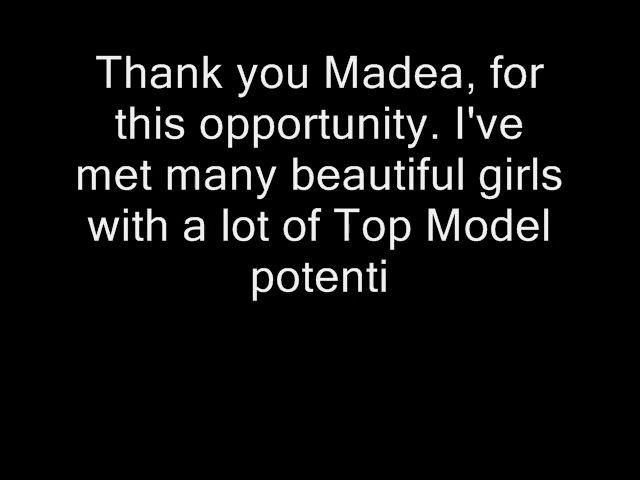 Thank you Madea, for
this opportunity. I've
met many beautiful girls
with a lot of Top Model
potenti